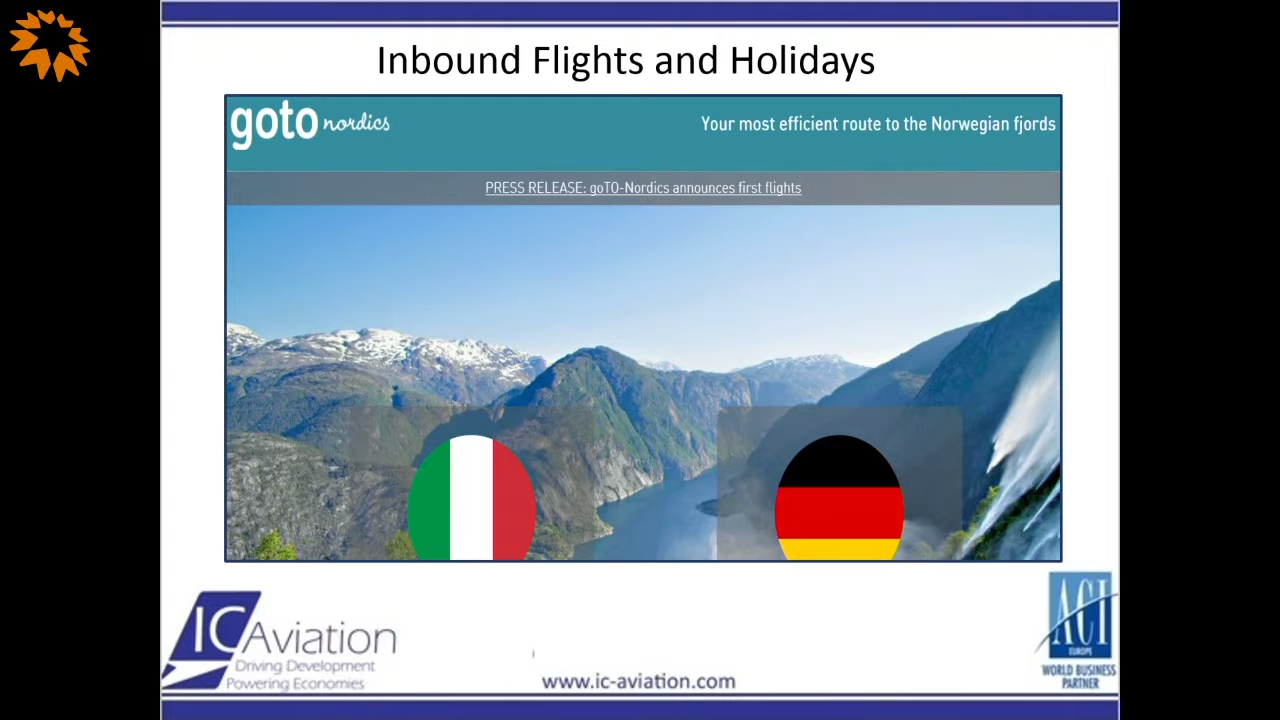 Inbound Flights and Holidays
goto nordics
Your most efficient route to the Norwegian fjords
PRESS RELEASE: goTO-Nordics announces first flights
IC Aviation
Driving Development
Powering Economies
www.ic-aviation.com
ACI
EUROPE
WORLD BUSINESS
PARTNER